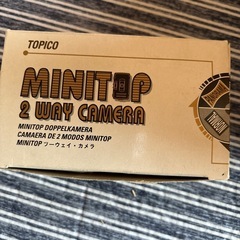 TOPICO
MINITOP
2 WAY CAMERA
MINITOP DOPPELKAMERA
CAMAERA DE 2 MODOS MINITOP
MINITOP ツーウェイ・カメラ